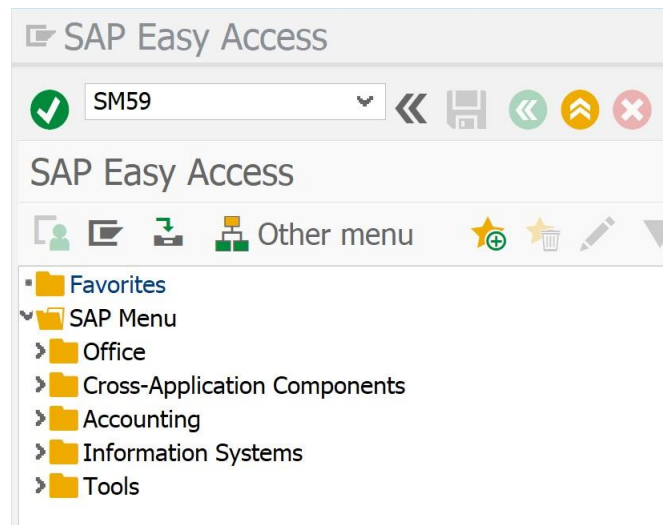 SAP Easy Access
SM59
SAP Easy Access
Other menu
Favorites
SAP Menu
Office
Cross-Application Components
Accounting
Information Systems
Tools